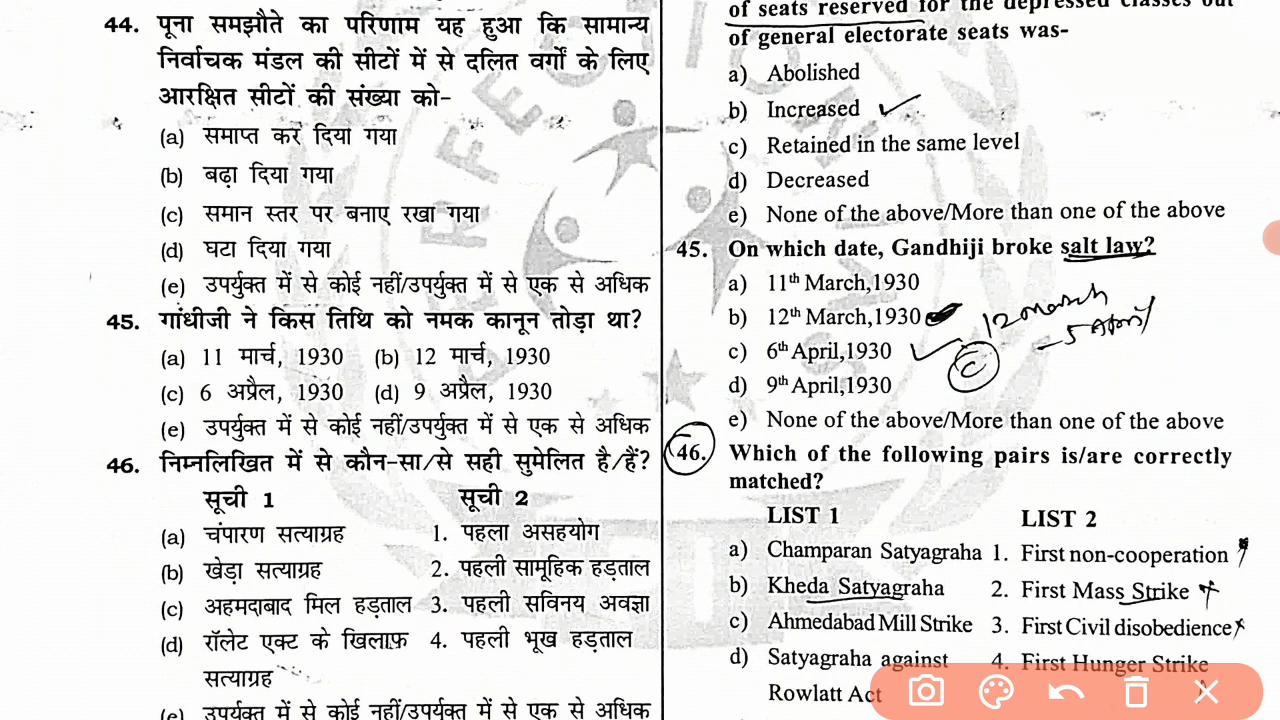 44. पूना समझौते का परिणाम यह हुआ कि सामान्य
निर्वाचक मंडल की सीटों में से दलित वर्गों के लिए
आरक्षित सीटों की संख्या को-
(a) समाप्त कर दिया गया
(b) बढ़ा दिया गया
(c) समान स्तर पर बनाए रखा गया
(d) घटा दिया गया
(e) उपर्युक्त में से कोई नहीं/उपर्युक्त में से एक से अधिक
45. गांधीजी ने किस तिथि को नमक कानून तोड़ा था?
(a) 11 मार्च, 1930 (b) 12 मार्च, 1930
(c) 6 अप्रैल, 1930 (d) 9 अप्रैल, 1930
(e) उपर्युक्त में से कोई नहीं/उपर्युक्त में से एक से अधिक
46. निम्नलिखित में से कौन-सा/से सही सुमेलित है/हैं?
सूची 1 सूची 2
(a) चंपारण सत्याग्रह 1. पहला असहयोग
(b) खेड़ा सत्याग्रह 2. पहली सामूहिक हड़ताल
(c) अहमदाबाद मिल हड़ताल 3. पहली सविनय अवज्ञा
(d) रॉलेट एक्ट के खिलाफ़ 4. पहली भूख हड़ताल
सत्याग्रह
(e) उपर्युक्त में से कोई नहीं/उपर्युक्त में से एक से अधिक
of seats reserved for the depressed classes out
of general electorate seats was-
a) Abolished
b) Increased
c) Retained in the same level
d) Decreased
e) None of the above/More than one of the above
45. On which date, Gandhiji broke salt law?
a) 11th March,1930
b) 12th March,1930
12 march
c) 6th April,1930
- 5 April
c
d) 9th April,1930
e) None of the above/More than one of the above
46. Which of the following pairs is/are correctly
matched?
LIST 1 LIST 2
a) Champaran Satyagraha 1. First non-cooperation
b) Kheda Satyagraha 2. First Mass Strike
c) Ahmedabad Mill Strike 3. First Civil disobedience
d) Satyagraha against 4. First Hunger Strike
Rowlatt Act